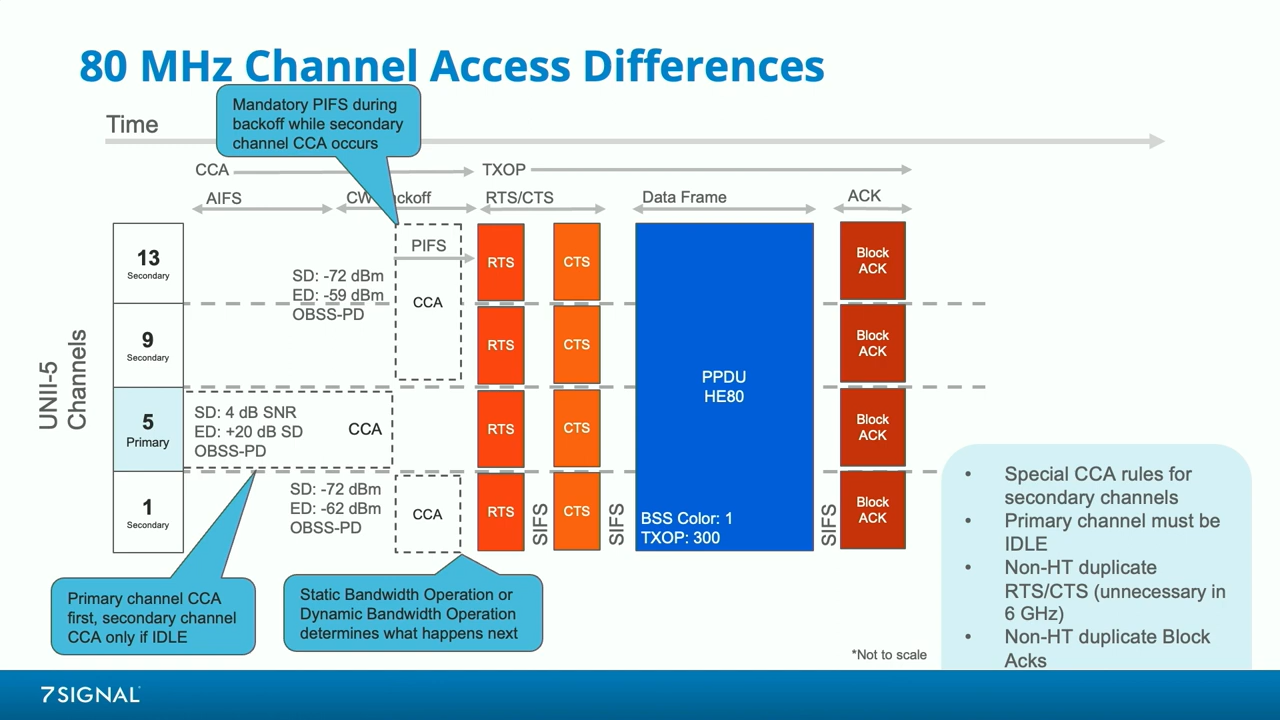 80 MHz Channel Access Differences
Mandatory PIFS during
backoff while secondary
channel CCA occurs
Time
CCA
TXOP
AIFS
CW
ckoff
RTS/CTS
Data Frame
ACK
UNII-5
Channels
13
Secondary
SD: -72 dBm
ED: -59 dBm
OBSS-PD
PIFS
CCA
RTS
CTS
Block
ACK
9
Secondary
RTS
CTS
Block
ACK
PPDU
HE80
5
Primary
SD: 4 dB SNR
ED: +20 dB SD
OBSS-PD
CCA
RTS
CTS
Block
ACK
1
Secondary
SD: -72 dBm
ED: -62 dBm
OBSS-PD
CCA
RTS
SIFS
CTS
SIFS
BSS Color: 1
TXOP: 300
SIFS
Block
ACK
Primary channel CCA
first, secondary channel
CCA only if IDLE
Static Bandwidth Operation or
Dynamic Bandwidth Operation
determines what happens next
• Special CCA rules for
secondary channels
• Primary channel must be
IDLE
• Non-HT duplicate
RTS/CTS (unnecessary in
6 GHz)
• Non-HT duplicate Block
Acks
*Not to scale
7SIGNAL